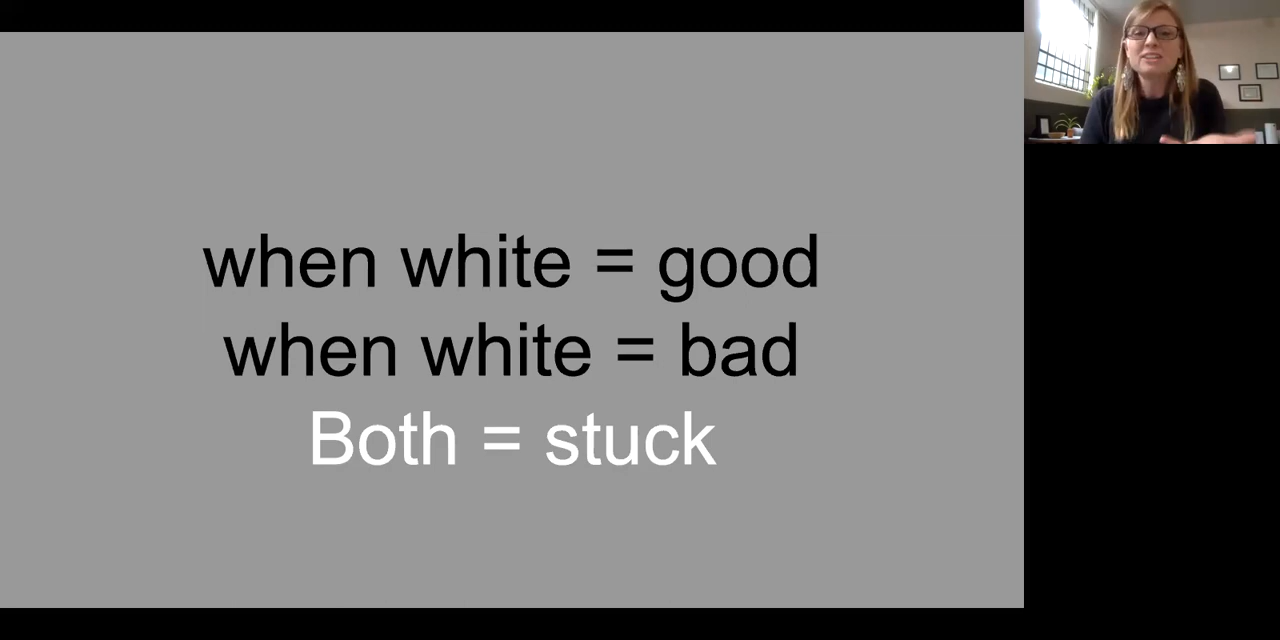 when white = good
when white = bad
Both = stuck